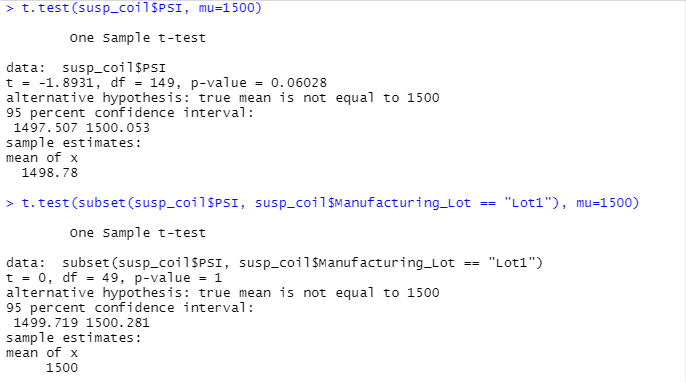 > t.test(susp_coil$PSI, mu=1500)
One Sample t-test
data: susp_coil$PSI
t = -1.8931, df = 149, p-value = 0.06028
alternative hypothesis: true mean is not equal to 1500
95 percent confidence interval:
1497.507 1500.053
sample estimates:
mean of x
1498.78
> t.test(subset(susp_coil$PSI, susp_coil$Manufacturing_Lot == "Lot1"), mu=1500)
One Sample t-test
data: subset(susp_coil$PSI, susp_coil$Manufacturing_Lot == "Lot1")
t = 0, df = 49, p-value = 1
alternative hypothesis: true mean is not equal to 1500
95 percent confidence interval:
1499.719 1500.281
sample estimates:
mean of x
1500